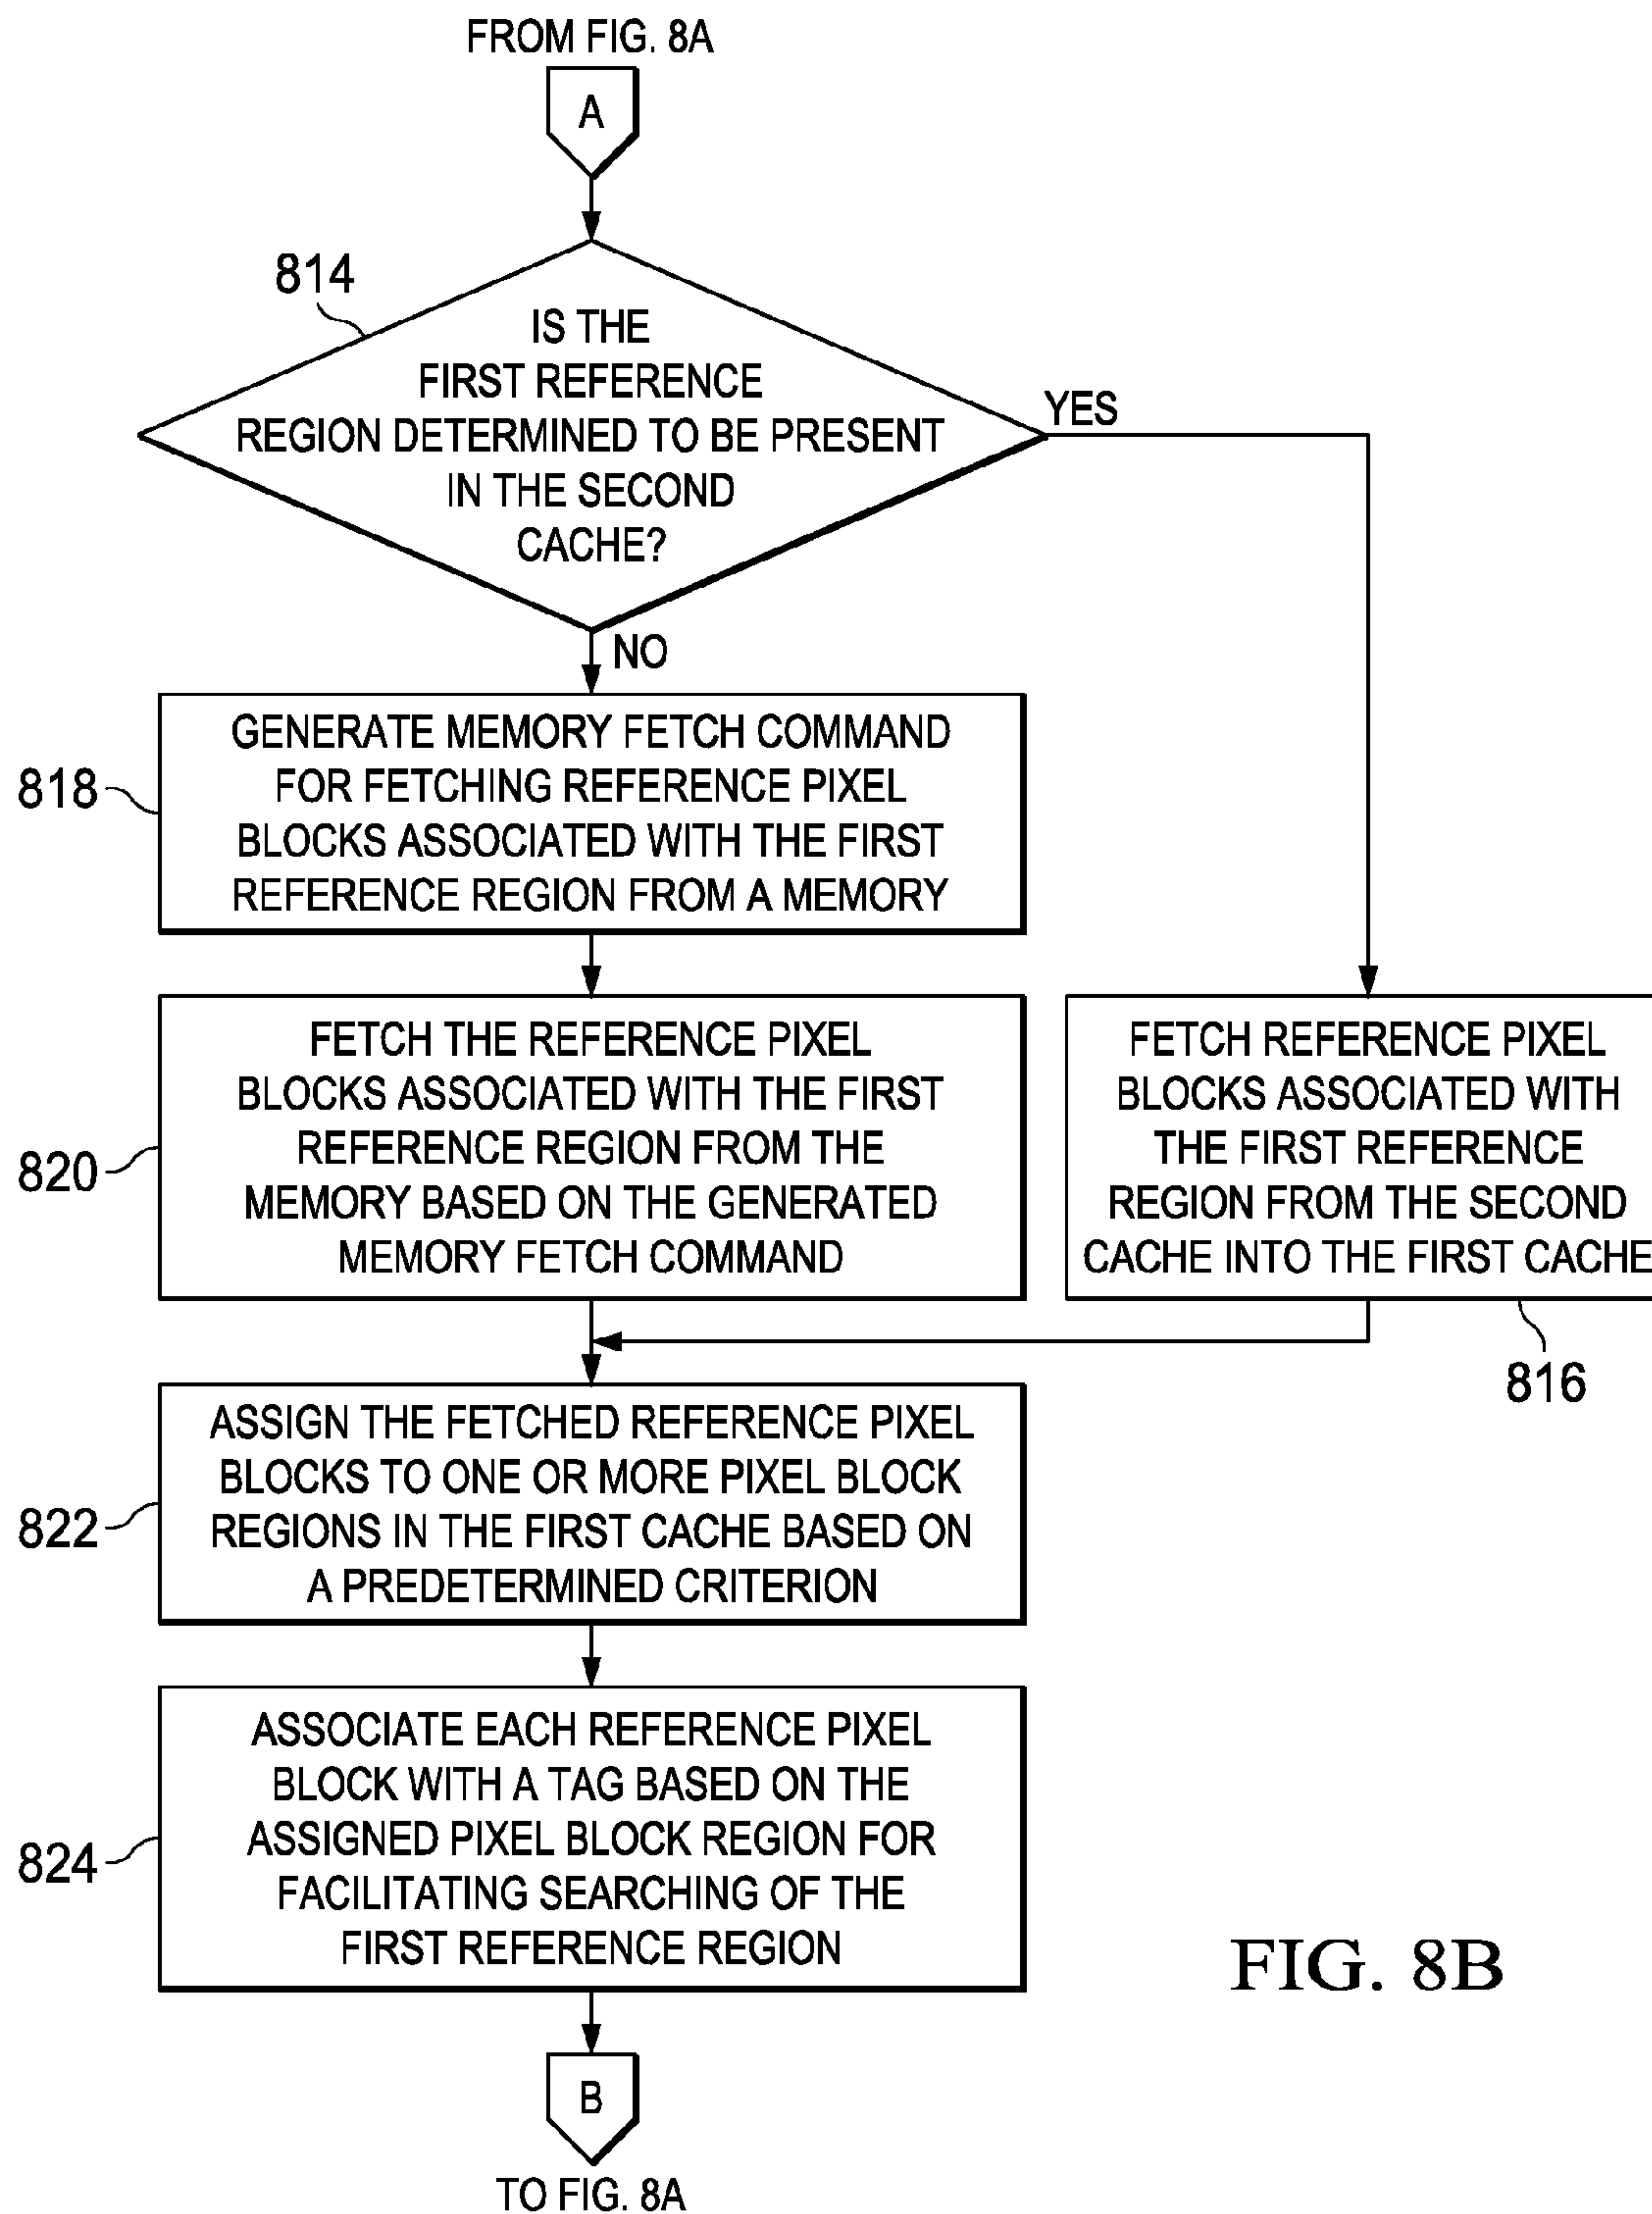 FROM FIG. 8A
A
814
IS THE
FIRST REFERENCE
REGION DETERMINED TO BE PRESENT
IN THE SECOND
CACHE?
YES
NO
818
GENERATE MEMORY FETCH COMMAND
FOR FETCHING REFERENCE PIXEL
BLOCKS ASSOCIATED WITH THE FIRST
REFERENCE REGION FROM A MEMORY
820
FETCH THE REFERENCE PIXEL
BLOCKS ASSOCIATED WITH THE FIRST
REFERENCE REGION FROM THE
MEMORY BASED ON THE GENERATED
MEMORY FETCH COMMAND
FETCH REFERENCE PIXEL
BLOCKS ASSOCIATED WITH
THE FIRST REFERENCE
REGION FROM THE SECOND
CACHE INTO THE FIRST CACHE
816
822
ASSIGN THE FETCHED REFERENCE PIXEL
BLOCKS TO ONE OR MORE PIXEL BLOCK
REGIONS IN THE FIRST CACHE BASED ON
A PREDETERMINED CRITERION
824
ASSOCIATE EACH REFERENCE PIXEL
BLOCK WITH A TAG BASED ON THE
ASSIGNED PIXEL BLOCK REGION FOR
FACILITATING SEARCHING OF THE
FIRST REFERENCE REGION
B
TO FIG. 8A
FIG. 8B